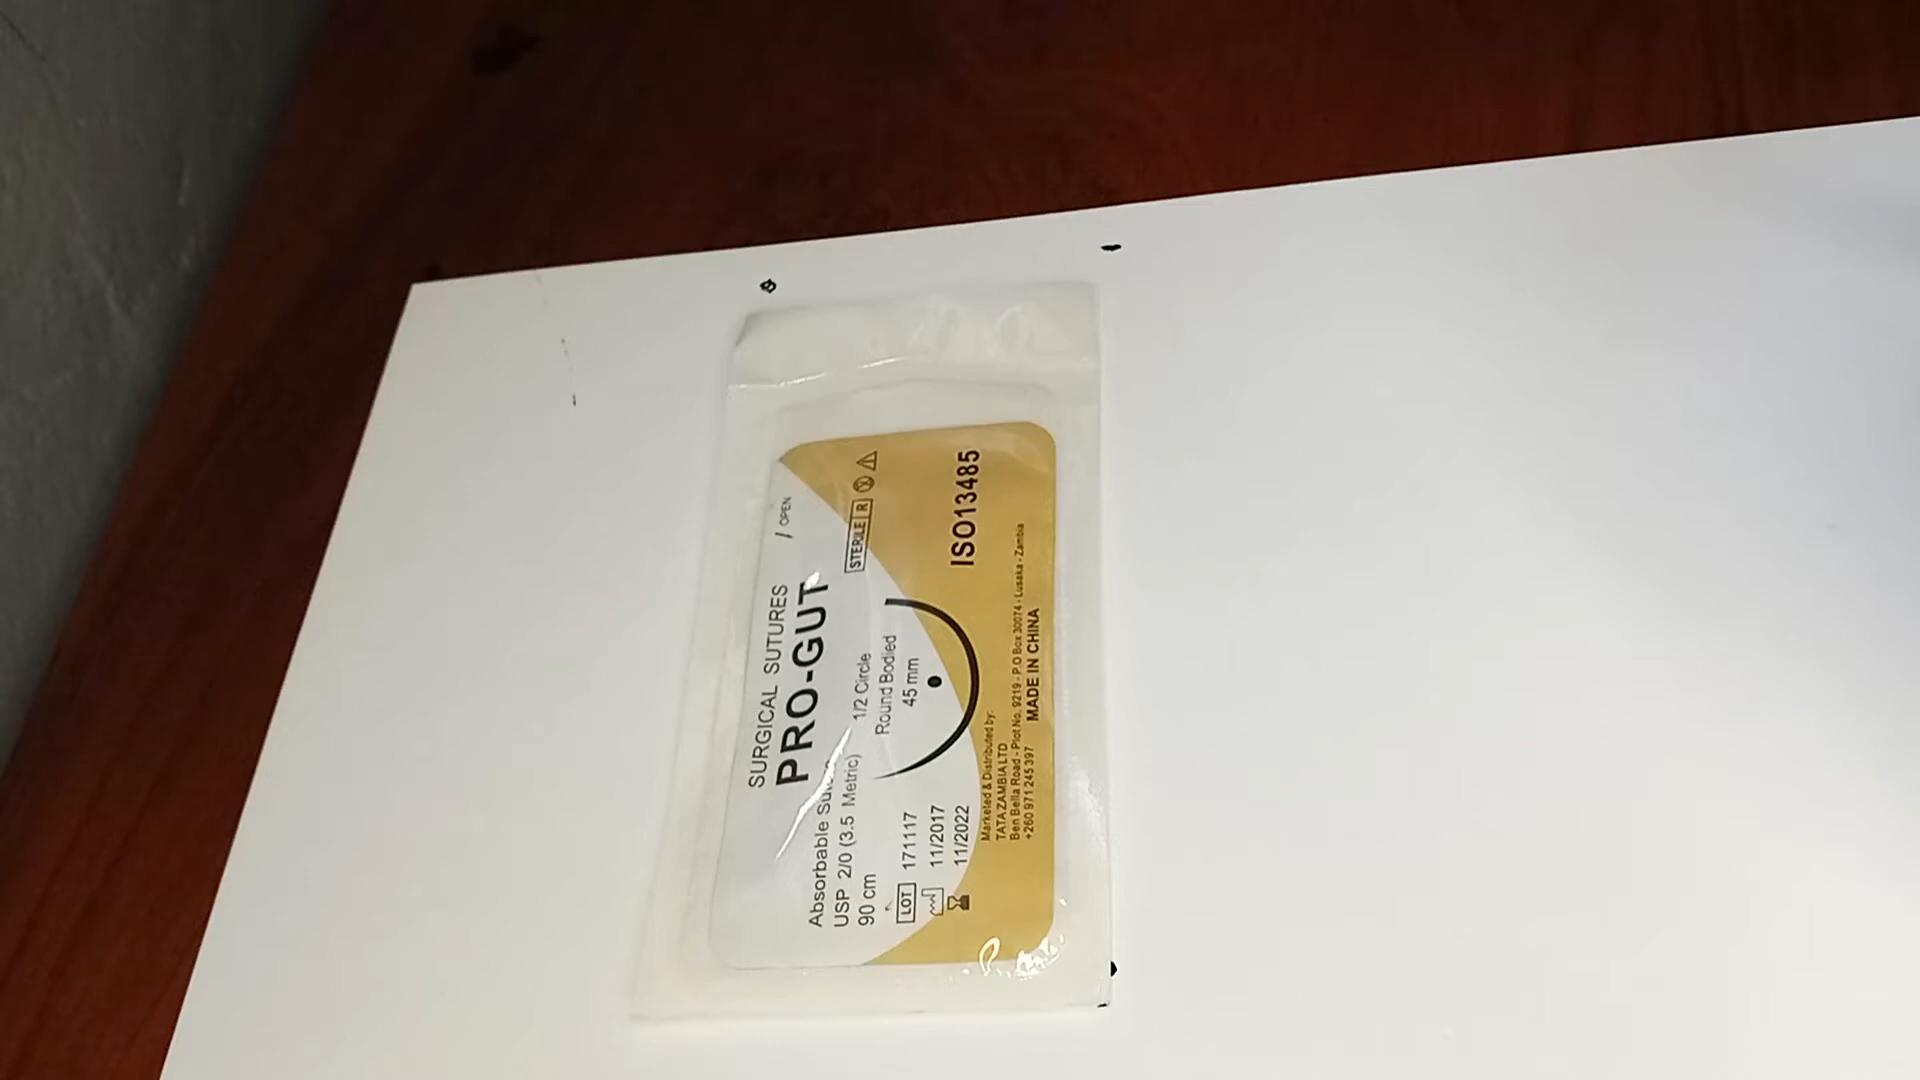 SURGICAL SUTURES
PRO-GUT
/ OPEN
Absorbable
USP 2/0 (3.5 Metric)
90 cm
1/2 Circle
Round Bodied
45 mm
STERILE R
LOT 171117
11/2017
11/2022
ISO13485
Marketed & Distributed by:
TATA ZAMBIA LTD
Ben Bella Road - Plot No. 9219 - P.O Box 30074 - Lusaka - Zambia
+260 971 245 397
MADE IN CHINA